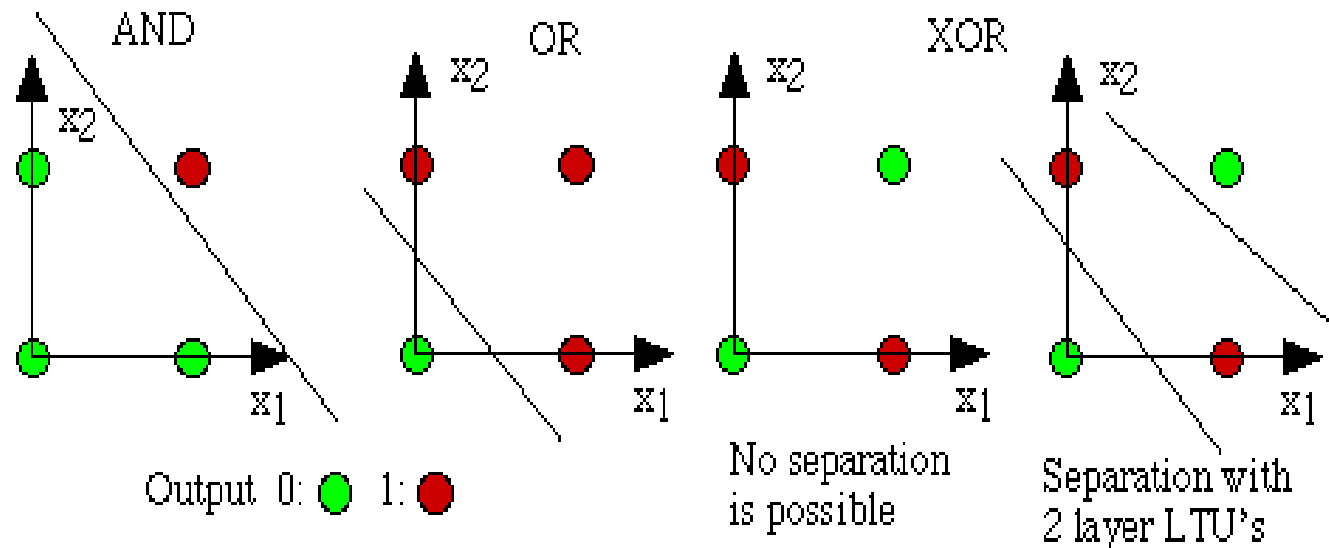 AND
OR
XOR
x2
x2
x2
x2
x1
x1
x1
x1
Output 0: 1:
No separation
is possible
Separation with
2 layer LTU's